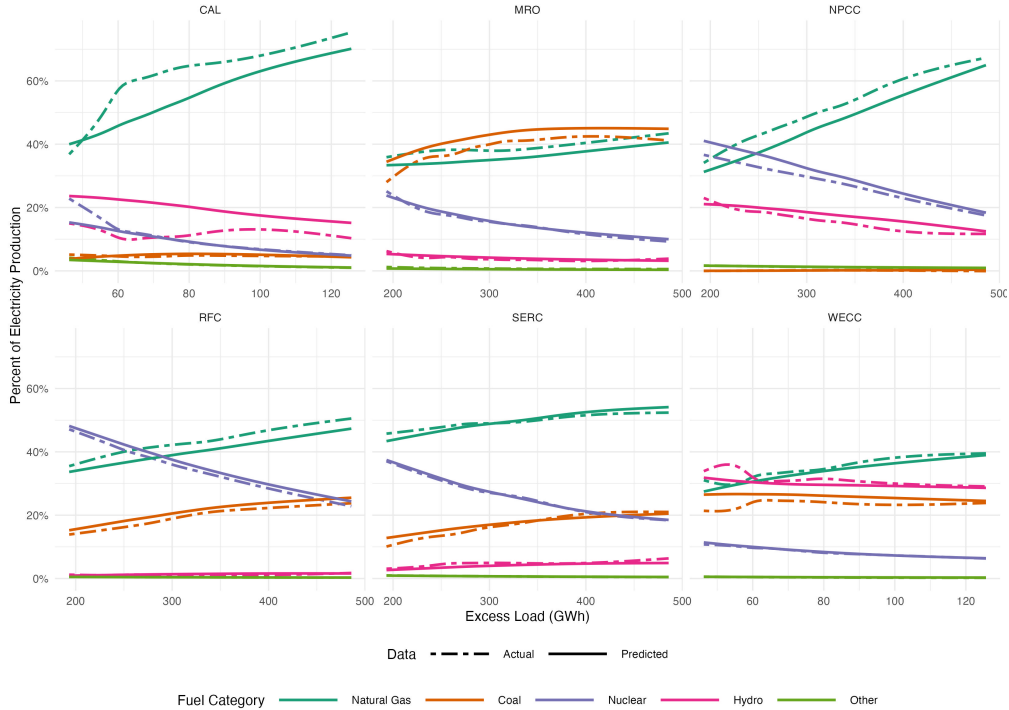 CAL MRO NPCC
60%
40%
20%
0%
60 80 100 120 200 300 400 500 200 300 400 500
RFC SERC WECC
60%
40%
20%
0%
200 300 400 500 200 300 400 500 60 80 100 120
Percent of Electricity Production
Excess Load (GWh)
Data Actual Predicted
Fuel Category Natural Gas Coal Nuclear Hydro Other